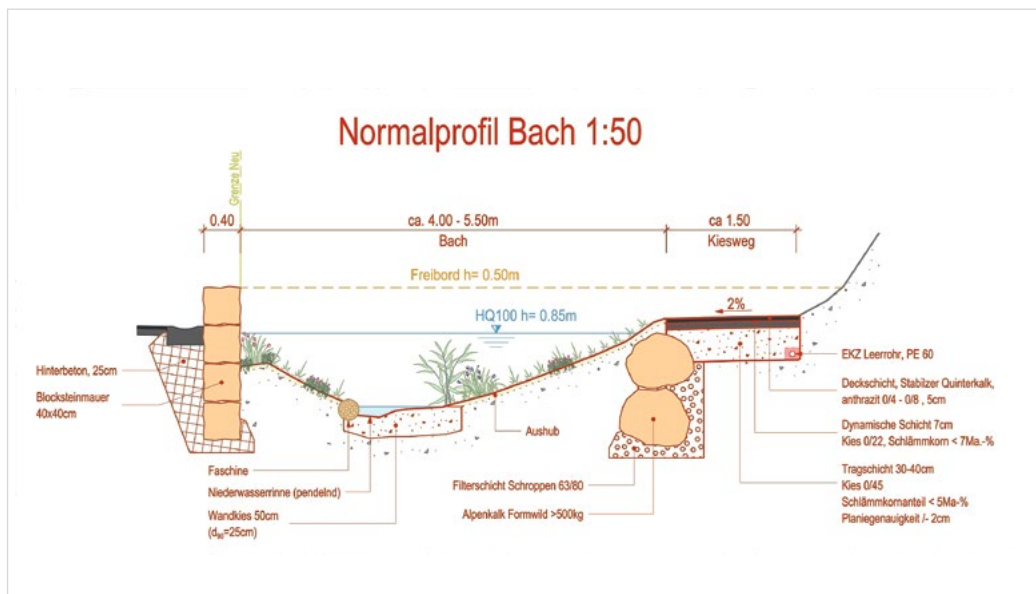 Normalprofil Bach 1:50
Grenze Neu
0.40
ca. 4.00 - 5.50m
ca 1.50
Bach
Kiesweg
Freibord h= 0.50m
HQ100 h= 0.85m
2%
Hinterbeton, 25cm
Blocksteinmauer
40x40cm
Faschine
Niederwasserrinne (pendelnd)
Wandkies 50cm
(d90=25cm)
Aushub
Filterschicht Schroppen 63/80
Alpenkalk Formwild >500kg
EKZ Leerrohr, PE 60
Deckschicht, Stabilzer Quinterkalk,
anthrazit 0/4 - 0/8 , 5cm
Dynamische Schicht 7cm
Kies 0/22, Schlämmkorn < 7Ma.-%
Tragschicht 30-40cm
Kies 0/45
Schlämmkornanteil < 5Ma-%
Planiegenauigkeit /- 2cm